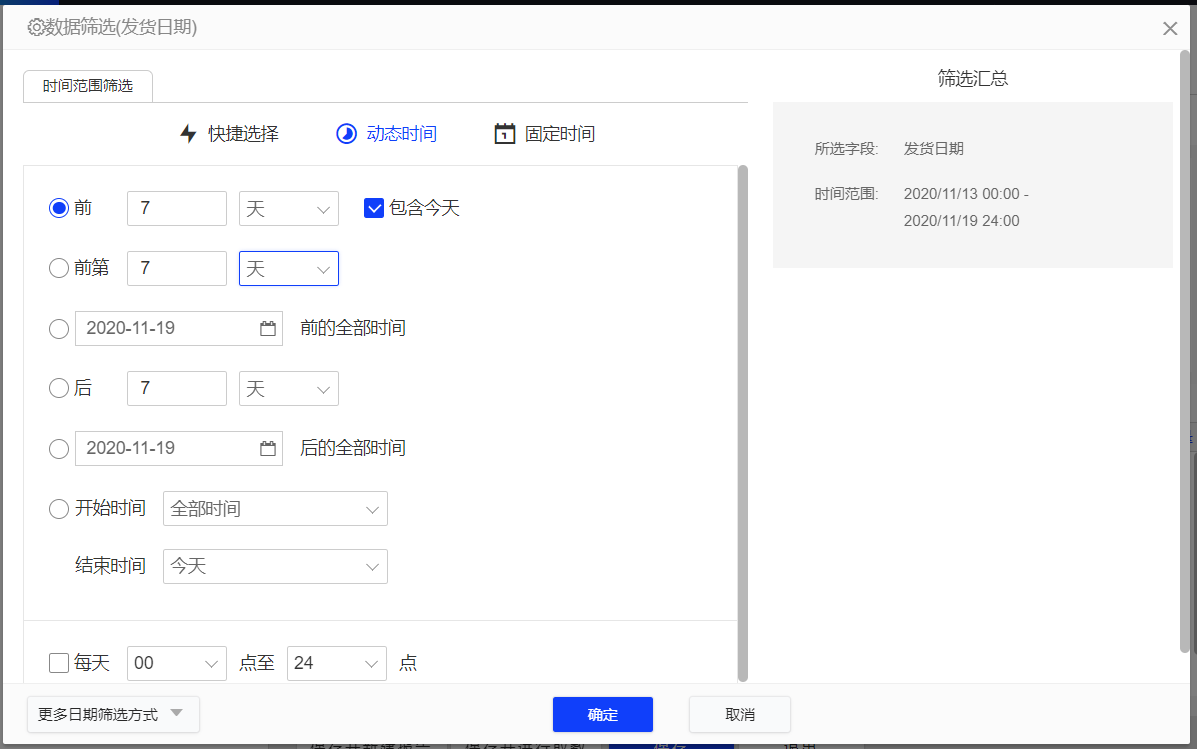 数据筛选(发货日期)
时间范围筛选
筛选汇总
快捷选择 动态时间 固定时间
所选字段: 发货日期
时间范围: 2020/11/13 00:00 -
2020/11/19 24:00
前 7 天 包含今天
前第 7 天
2020-11-19 前的全部时间
后 7 天
2020-11-19 后的全部时间
开始时间 全部时间
结束时间 今天
每天 00 点至 24 点
更多日期筛选方式 确定 取消